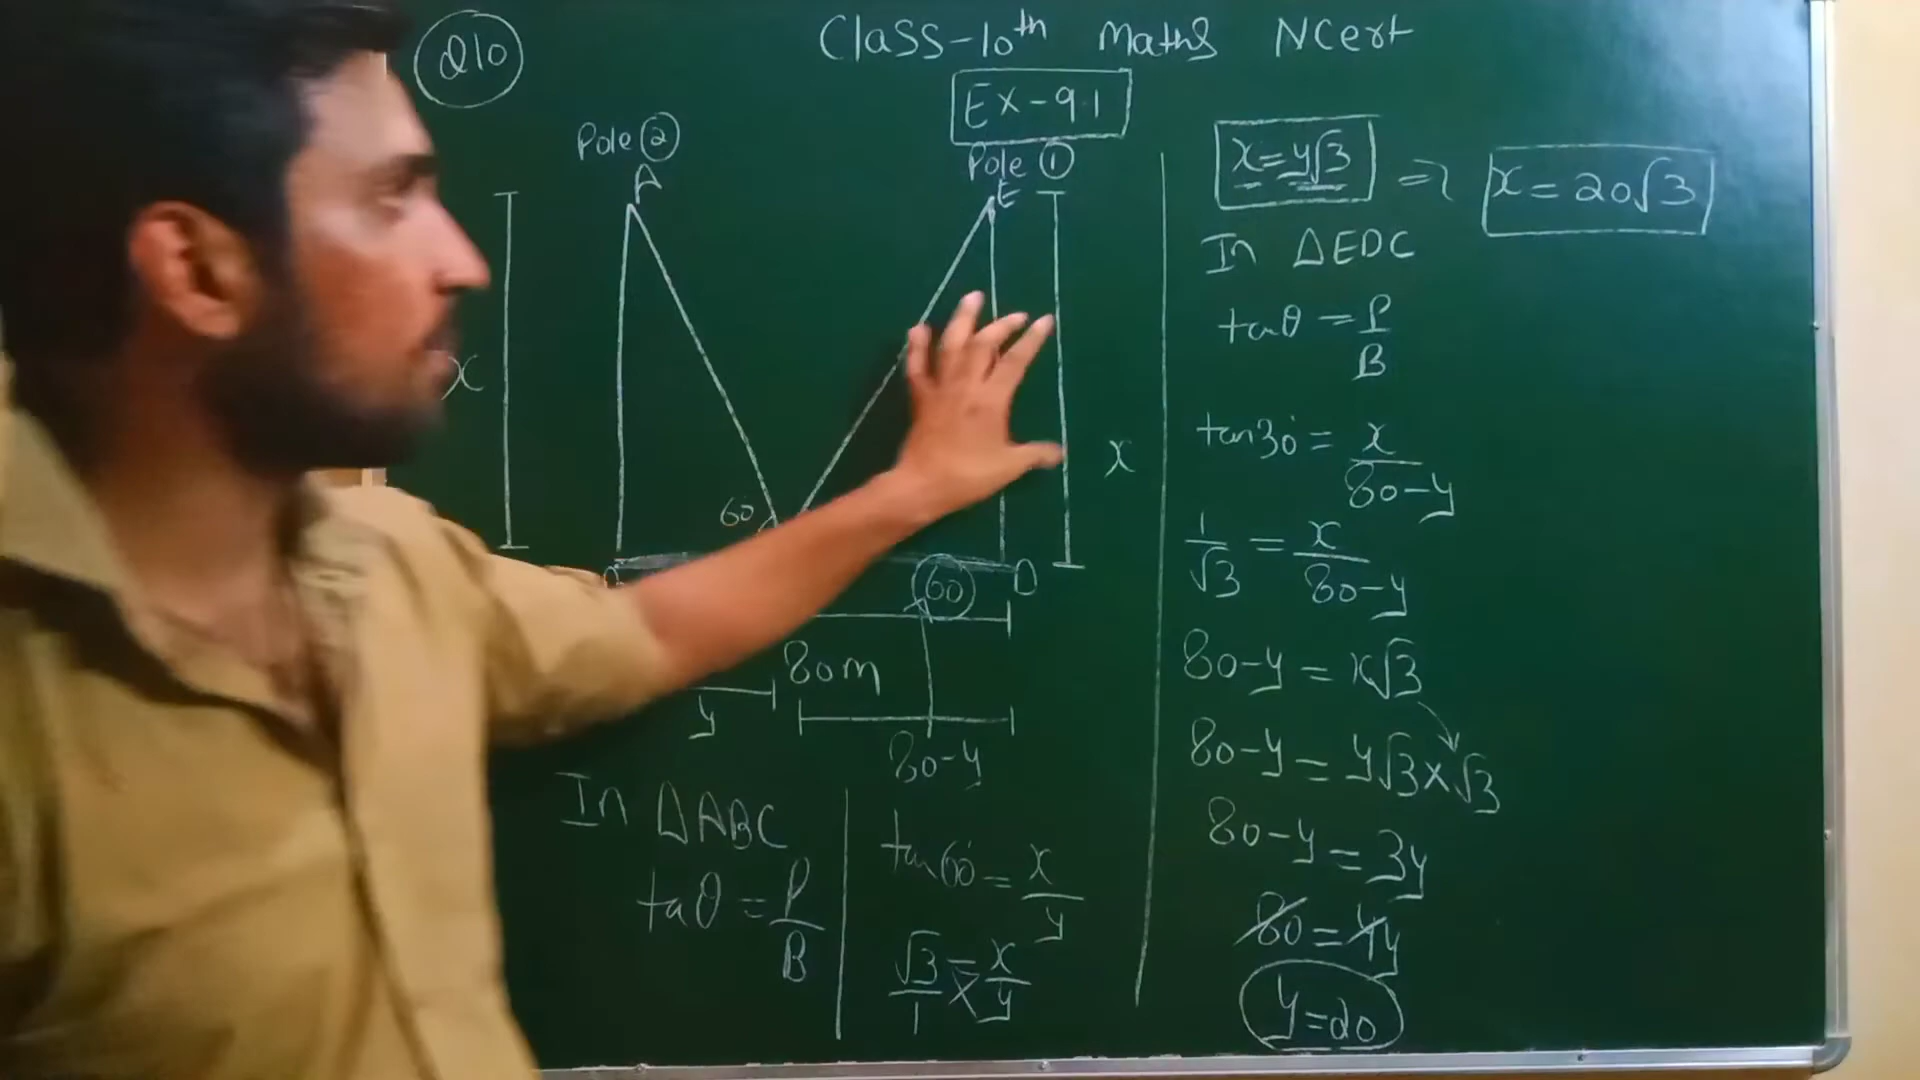 Q10
Class-10th Maths NCert
Ex-9.1
Pole ②
Pole ①
A
E
x
x
60°
D
60
80m
y
80-y
In ΔABC
taθ = P/B
tan60° = x/y
√3/1 = x/y
x = y√3 ⇒ x = 20√3
In ΔEDC
tanθ = P/B
tan30° = x/80-y
1/√3 = x/80-y
80-y = x√3
80-y = y√3×√3
80-y = 3y
80 = 4y
y = 20